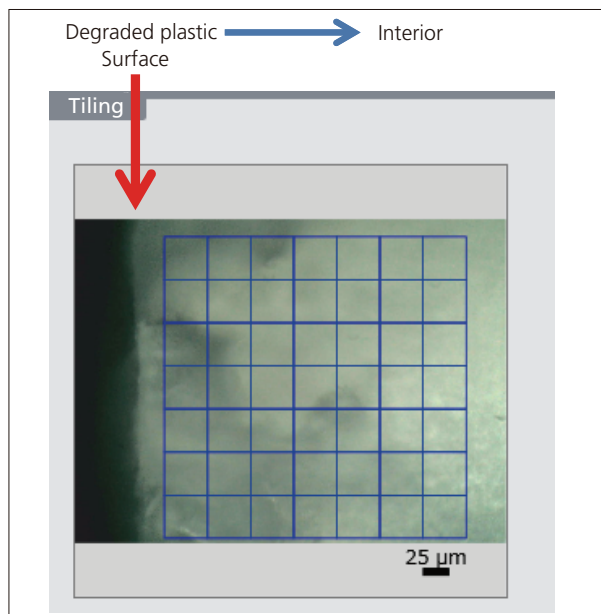 Degraded plastic
Surface
Interior
Tiling
25 µm